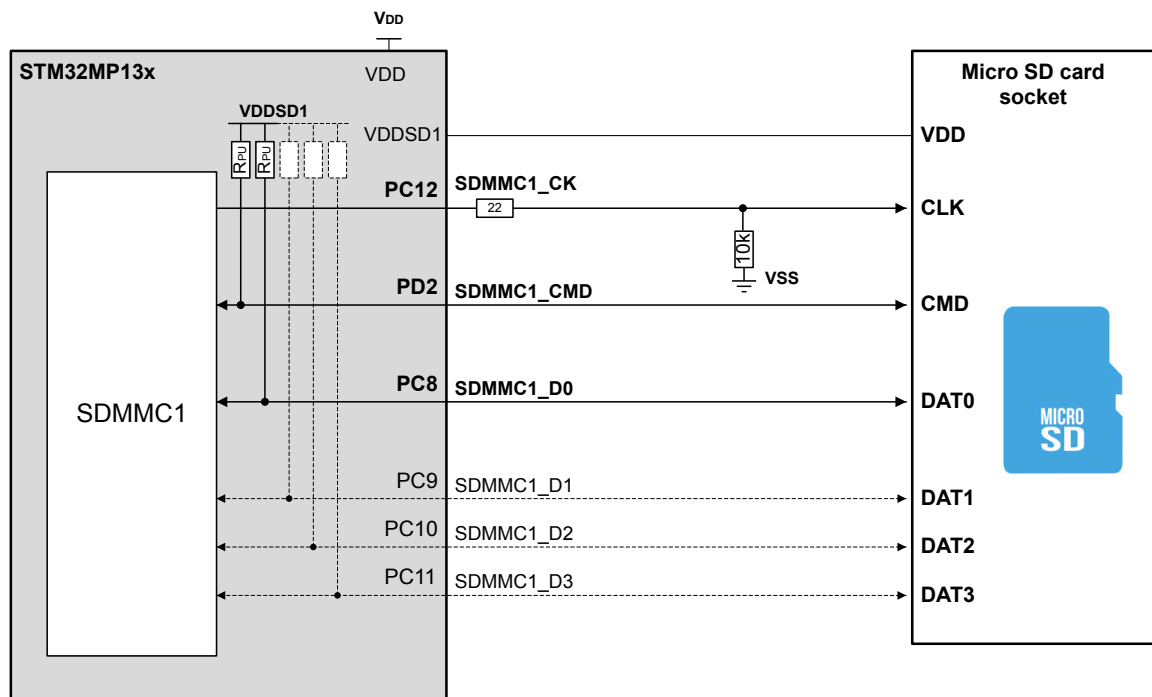 VDD
STM32MP13x
VDD
Micro SD card
socket
VDDSD1
VDDSD1
VDD
RPU
RPU
PC12
SDMMC1_CK
22
CLK
10k
VSS
PD2
SDMMC1_CMD
CMD
SDMMC1
PC8
SDMMC1_D0
DAT0
MICRO
SD
PC9
SDMMC1_D1
DAT1
PC10
SDMMC1_D2
DAT2
PC11
SDMMC1_D3
DAT3